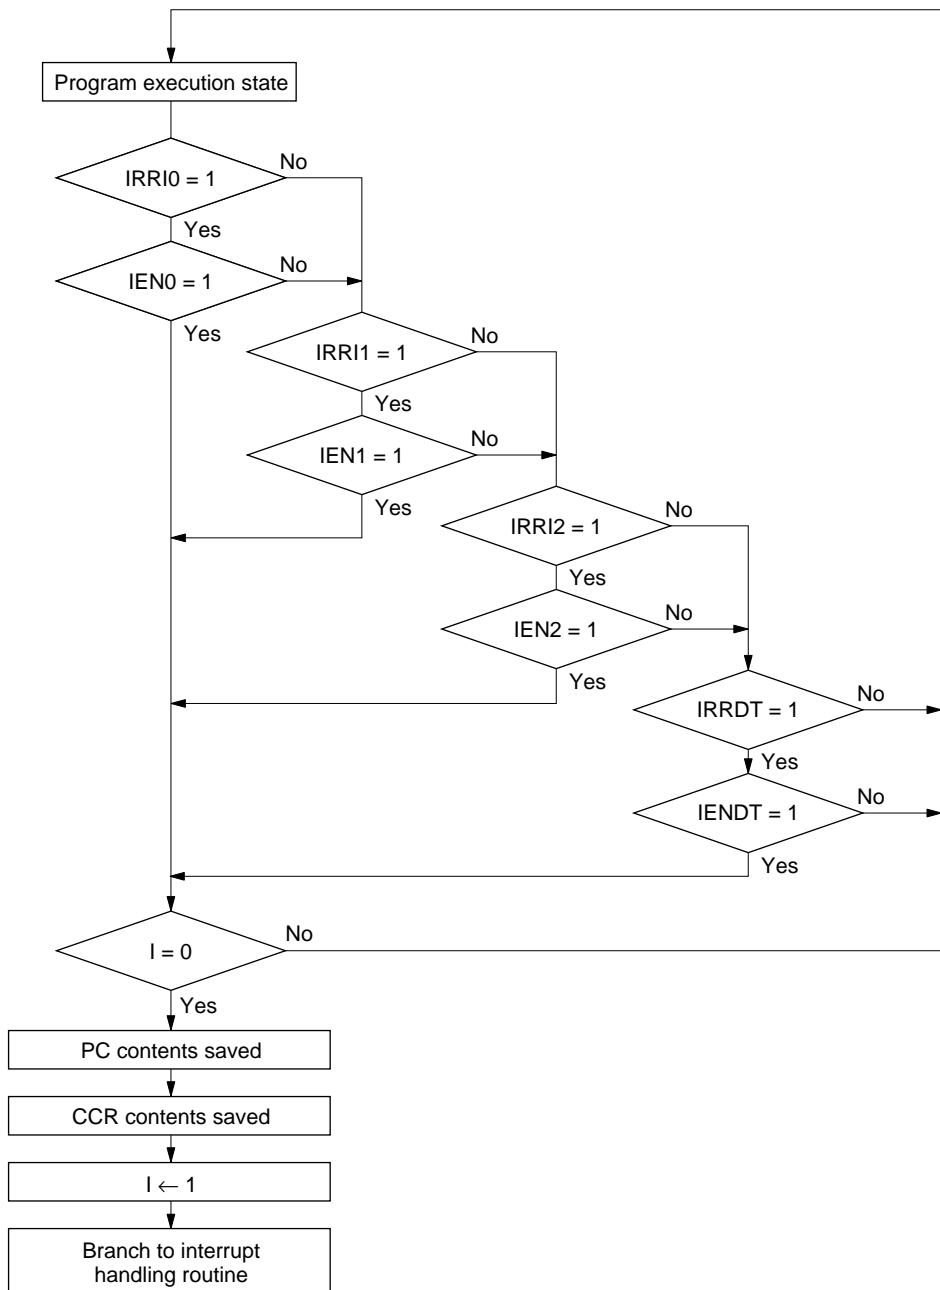 Program execution state
No
IRRI0 = 1
Yes
No
IEN0 = 1
Yes
No
IRRI1 = 1
Yes
No
IEN1 = 1
Yes
No
IRRI2 = 1
Yes
No
IEN2 = 1
Yes
No
IRRDT = 1
Yes
No
IENDT = 1
Yes
No
I = 0
Yes
PC contents saved
CCR contents saved
I ← 1
Branch to interrupt
handling routine